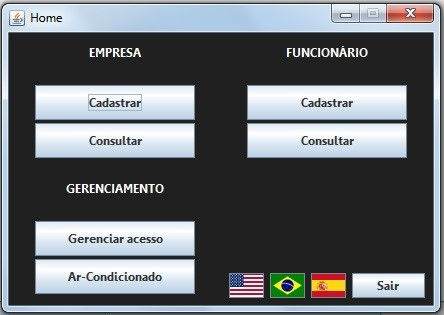 Home
EMPRESA
Cadastrar
Consultar
FUNCIONÁRIO
Cadastrar
Consultar
GERENCIAMENTO
Gerenciar acesso
Ar-Condicionado
Sair